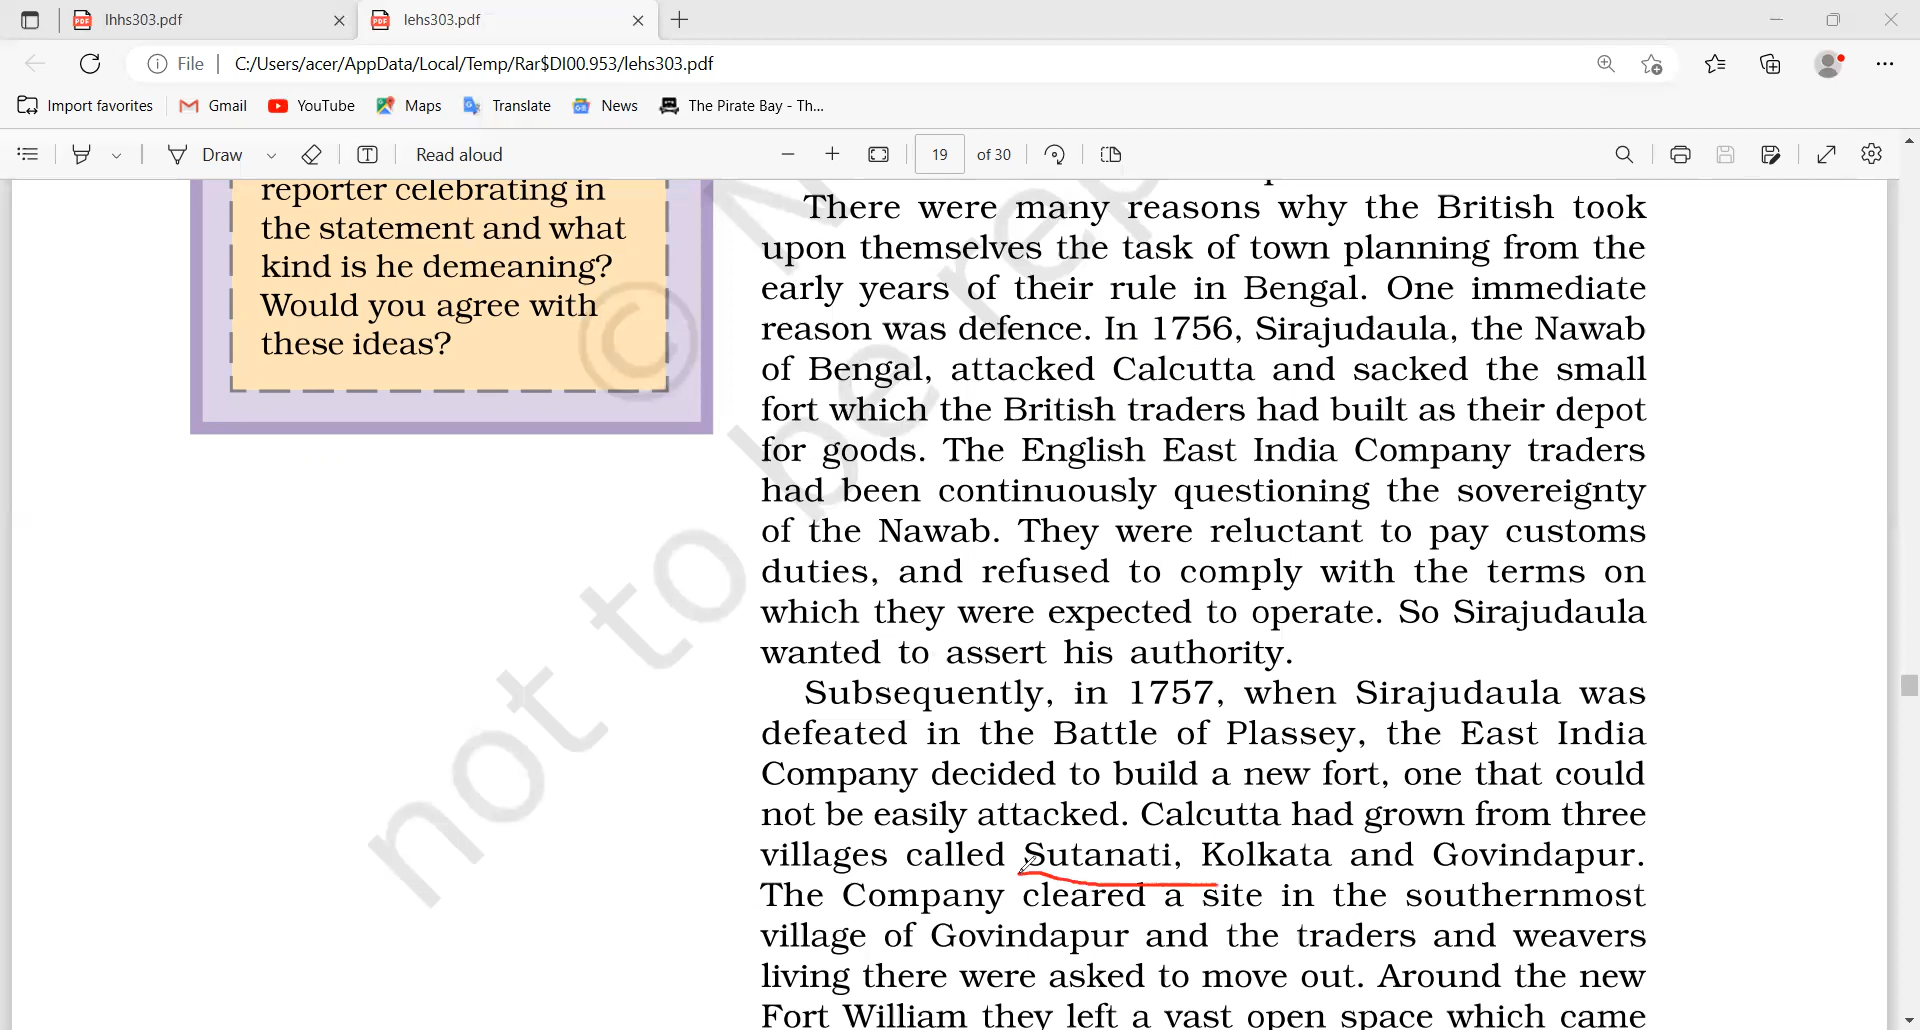 lhhs303.pdf
lehs303.pdf
File
C:/Users/acer/AppData/Local/Temp/Rar$DI00.953/lehs303.pdf
Import favorites
Gmail
YouTube
Maps
Translate
News
The Pirate Bay - Th...
Draw
Read aloud
19
of 30
reporter celebrating in
the statement and what
kind is he demeaning?
Would you agree with
these ideas?
There were many reasons why the British took
upon themselves the task of town planning from the
early years of their rule in Bengal. One immediate
reason was defence. In 1756, Sirajudaula, the Nawab
of Bengal, attacked Calcutta and sacked the small
fort which the British traders had built as their depot
for goods. The English East India Company traders
had been continuously questioning the sovereignty
of the Nawab. They were reluctant to pay customs
duties, and refused to comply with the terms on
which they were expected to operate. So Sirajudaula
wanted to assert his authority.
Subsequently, in 1757, when Sirajudaula was
defeated in the Battle of Plassey, the East India
Company decided to build a new fort, one that could
not be easily attacked. Calcutta had grown from three
villages called Sutanati, Kolkata and Govindapur.
The Company cleared a site in the southernmost
village of Govindapur and the traders and weavers
living there were asked to move out. Around the new
Fort William they left a vast open space which came
© N
not to be rep